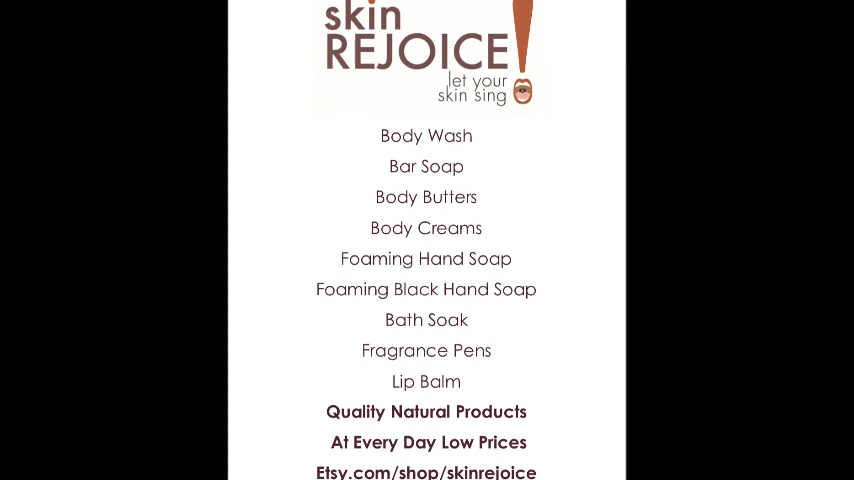 skin
REJOICE!
let your
skin sing
Body Wash
Bar Soap
Body Butters
Body Creams
Foaming Hand Soap
Foaming Black Hand Soap
Bath Soak
Fragrance Pens
Lip Balm
Quality Natural Products
At Every Day Low Prices
Etsy.com/shop/skinrejoice